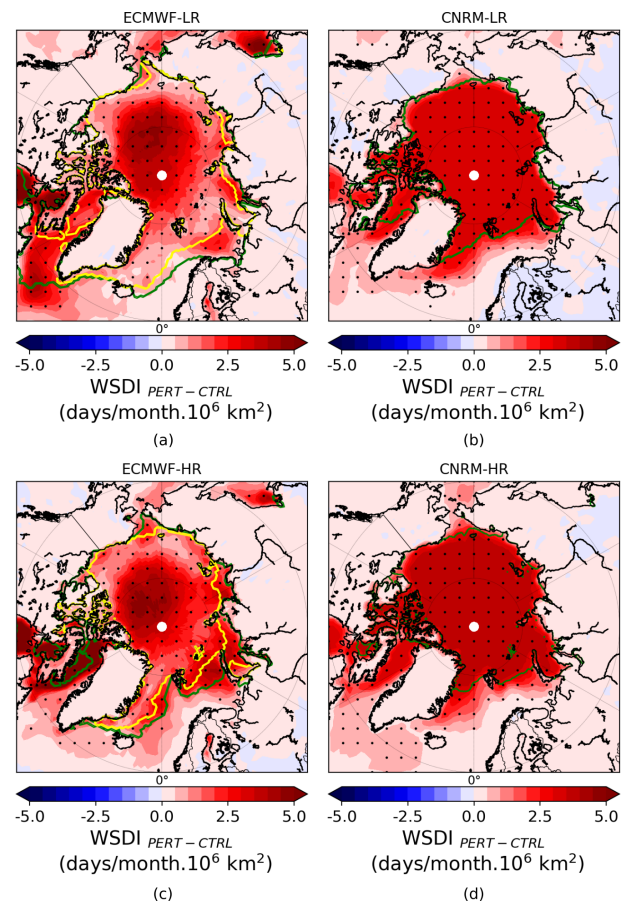 ECMWF-LR
CNRM-LR
0°
0°
-5.0 -2.5 0.0 2.5 5.0
-5.0 -2.5 0.0 2.5 5.0
WSDI PERT−CTRL
(days/month.10⁶ km²)
WSDI PERT−CTRL
(days/month.10⁶ km²)
(a)
(b)
ECMWF-HR
CNRM-HR
0°
0°
-5.0 -2.5 0.0 2.5 5.0
-5.0 -2.5 0.0 2.5 5.0
WSDI PERT−CTRL
(days/month.10⁶ km²)
WSDI PERT−CTRL
(days/month.10⁶ km²)
(c)
(d)